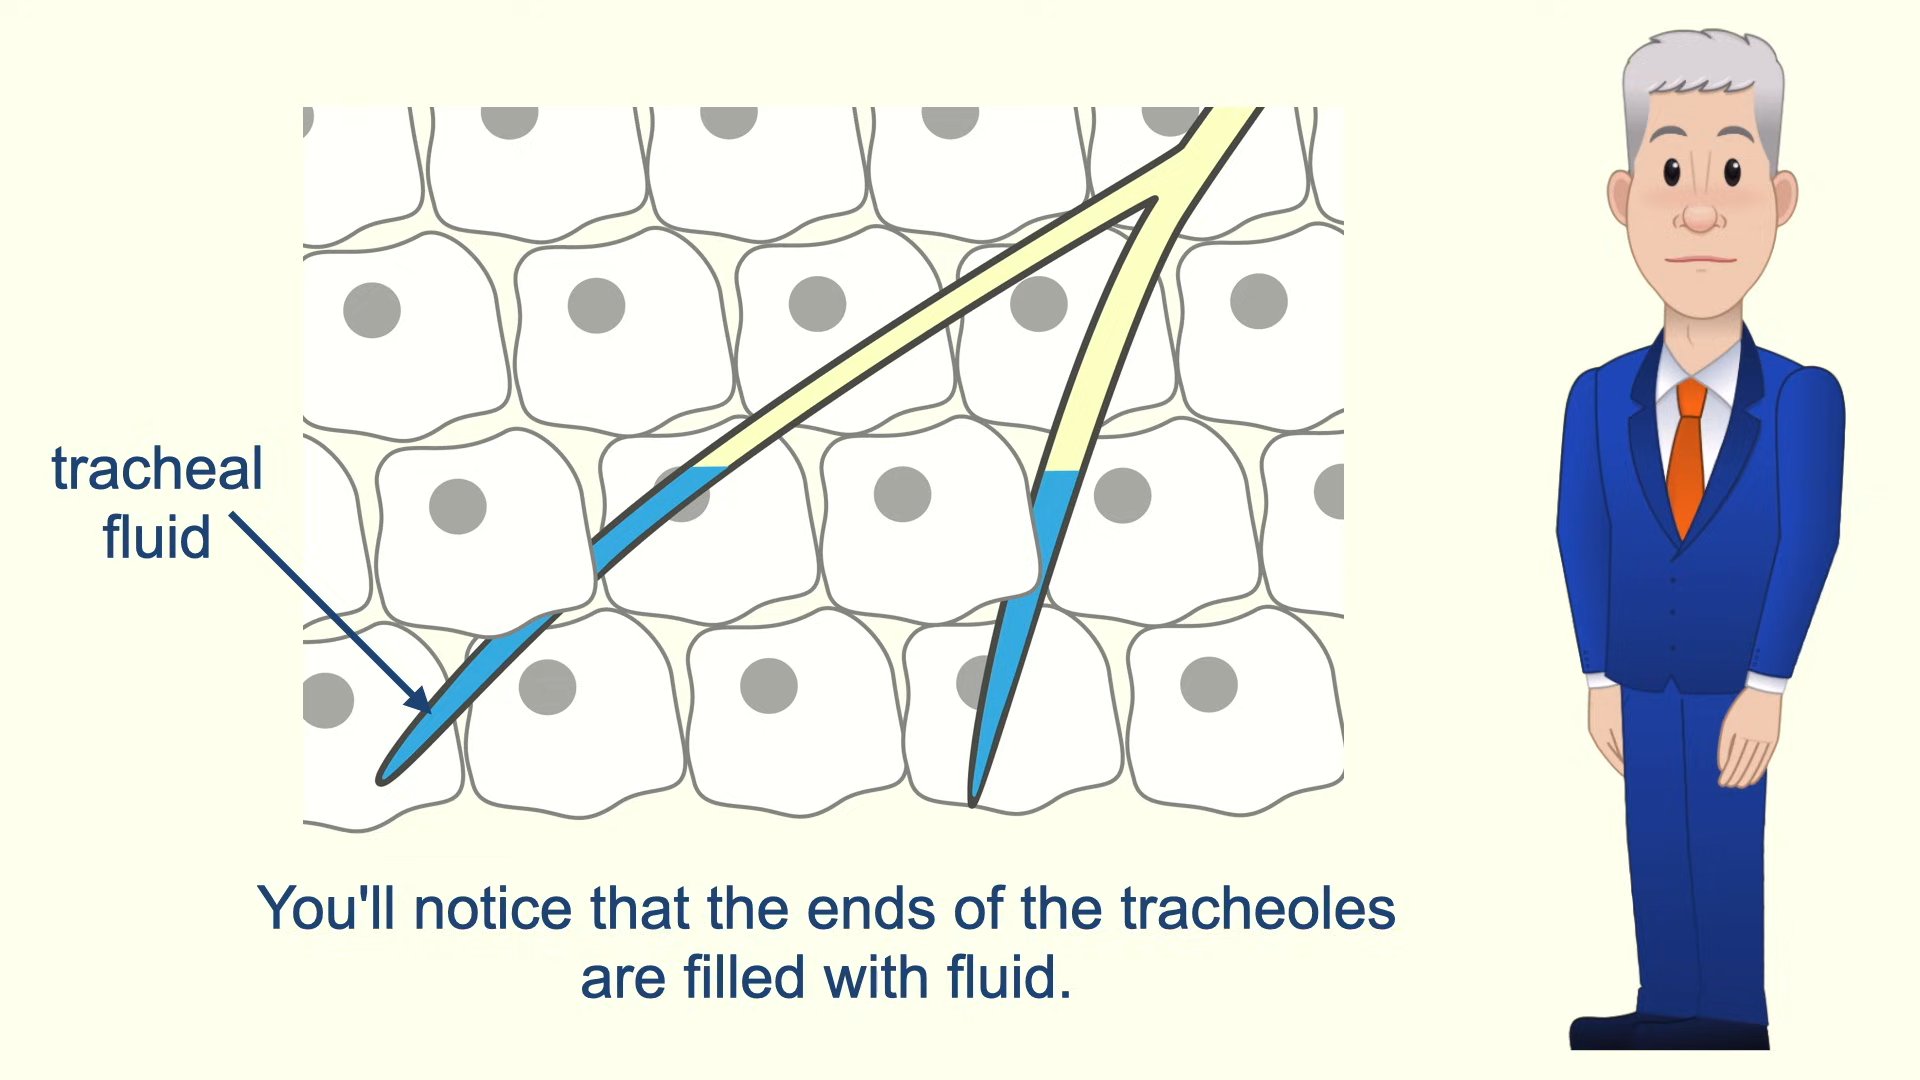 tracheal
fluid
You'll notice that the ends of the tracheoles
are filled with fluid.